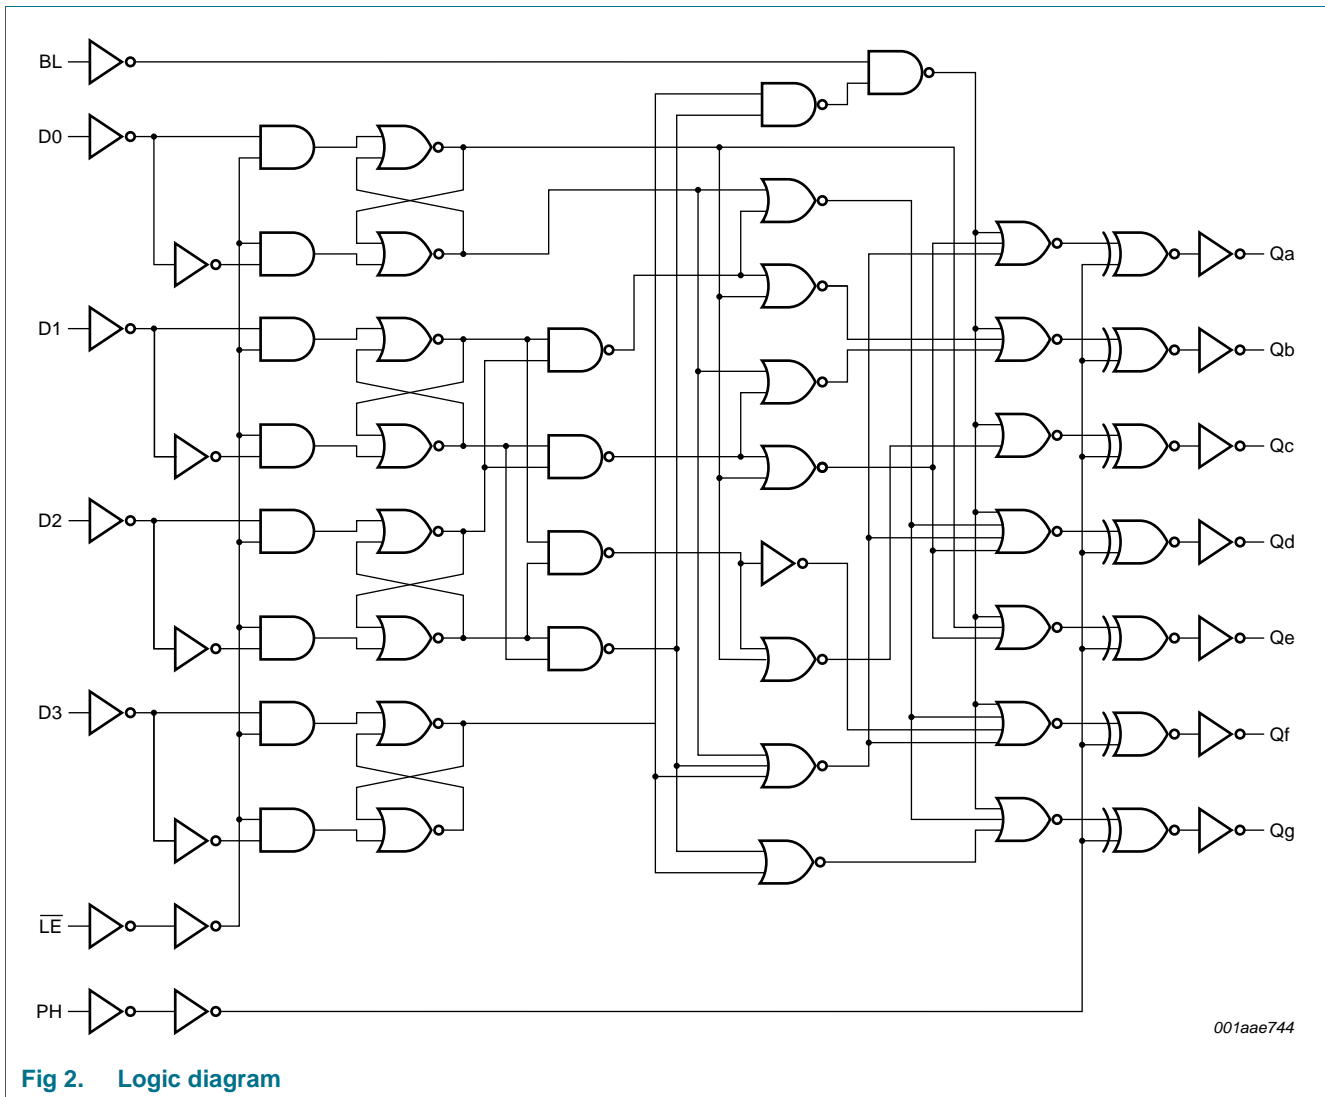 BL
D0
D1
D2
D3
LE
PH
Qa
Qb
Qc
Qd
Qe
Qf
Qg
001aae744
Fig 2. Logic diagram